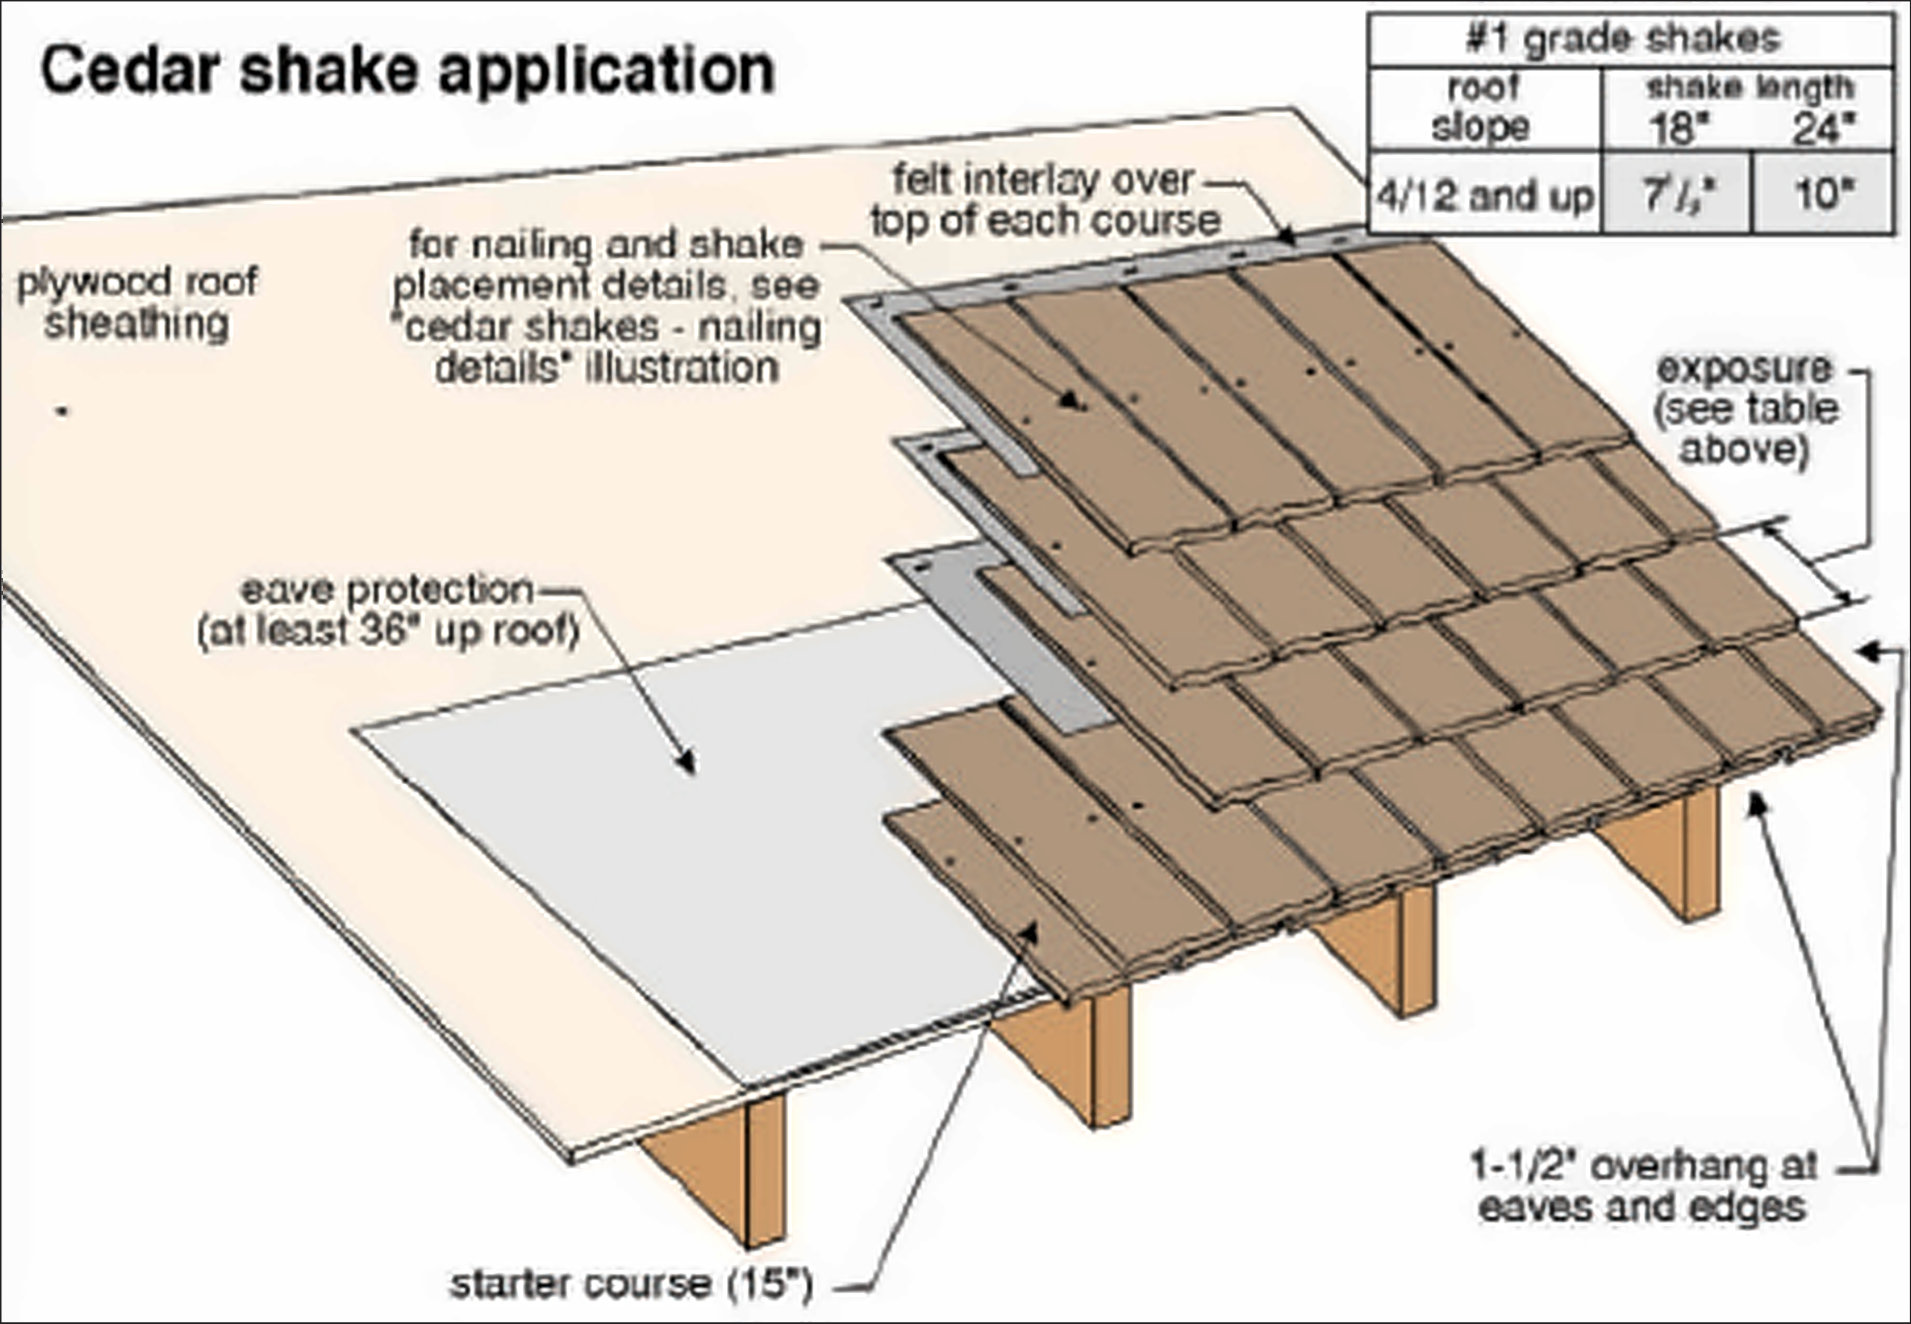 Cedar shake application
#1 grade shakes
roof slope
shake length
18" 24"
4/12 and up 7 1/2" 10"
felt interlay over
top of each course
for nailing and shake
placement details, see
"cedar shakes - nailing
details" illustration
plywood roof
sheathing
exposure
(see table
above)
eave protection
(at least 36" up roof)
1-1/2" overhang at
eaves and edges
starter course (15")